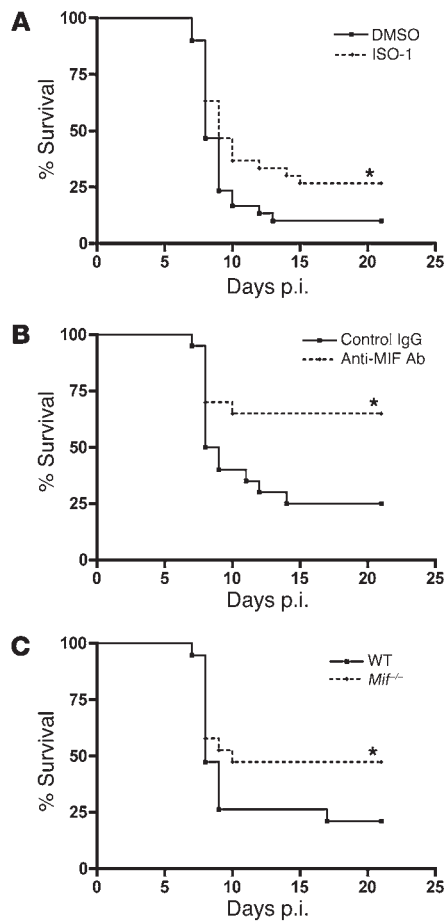 A
100
75
50
25
0
% Survival
DMSO
ISO-1
*
0 5 10 15 20 25
Days p.i.
B
100
75
50
25
0
% Survival
Control IgG
Anti-MIF Ab
*
0 5 10 15 20 25
Days p.i.
C
100
75
50
25
0
% Survival
WT
Mif–/–
*
0 5 10 15 20 25
Days p.i.